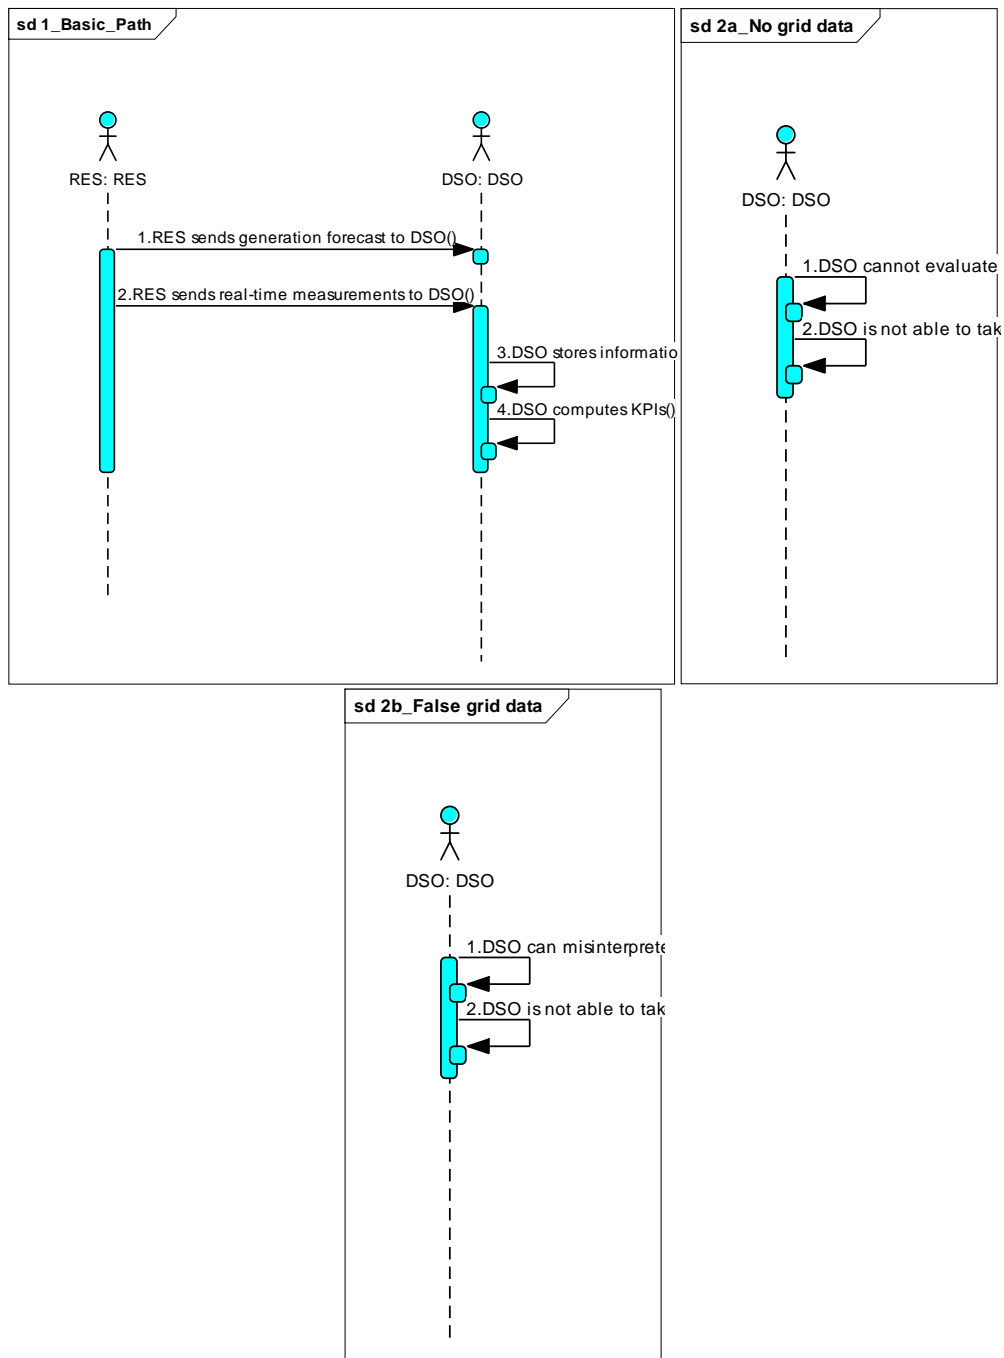 sd 1_Basic_Path
RES: RES
DSO: DSO
1.RES sends generation forecast to DSO()
2.RES sends real-time measurements to DSO()
3.DSO stores informatio
4.DSO computes KPIs()
sd 2a_No grid data
DSO: DSO
1.DSO cannot evaluate
2.DSO is not able to tak
sd 2b_False grid data
DSO: DSO
1.DSO can misinterprete
2.DSO is not able to tak